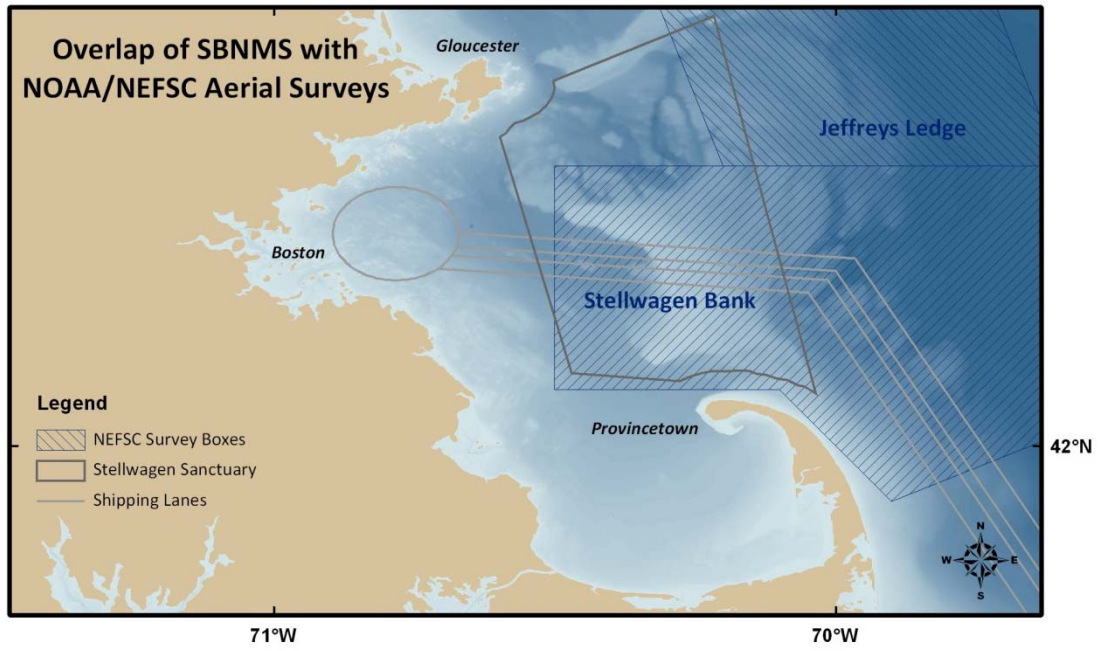 Overlap of SBNMS with
NOAA/NEFSC Aerial Surveys
Gloucester
Jeffreys Ledge
Boston
Stellwagen Bank
Provincetown
Legend
NEFSC Survey Boxes
Stellwagen Sanctuary
Shipping Lanes
42°N
N
W E
S
71°W 70°W